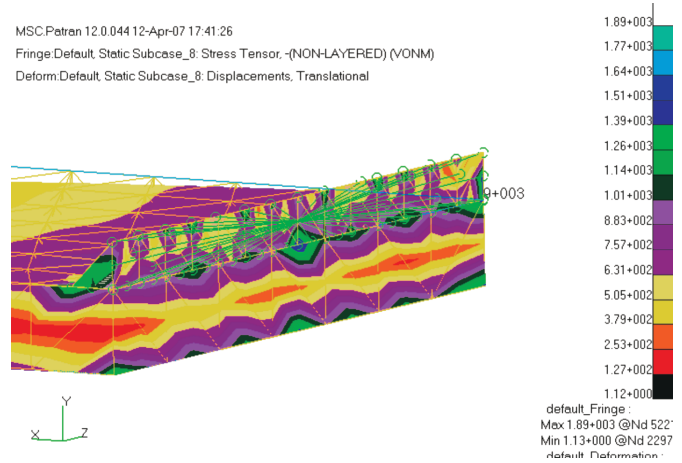 MSC.Patran 12.0.044 12-Apr-07 17:41:26
Fringe:Default, Static Subcase_8: Stress Tensor, -(NON-LAYERED) (VONM)
Deform:Default, Static Subcase_8: Displacements, Translational
1.89+003
1.77+003
1.64+003
1.51+003
1.39+003
1.26+003
1.14+003
1.01+003
8.83+002
7.57+002
6.31+002
5.05+002
3.79+002
2.53+002
1.27+002
1.12+000
9+003
Y
X
Z
default_Fringe :
Max 1.89+003 @Nd 5221
Min 1.13+000 @Nd 2297
default_Deformation :